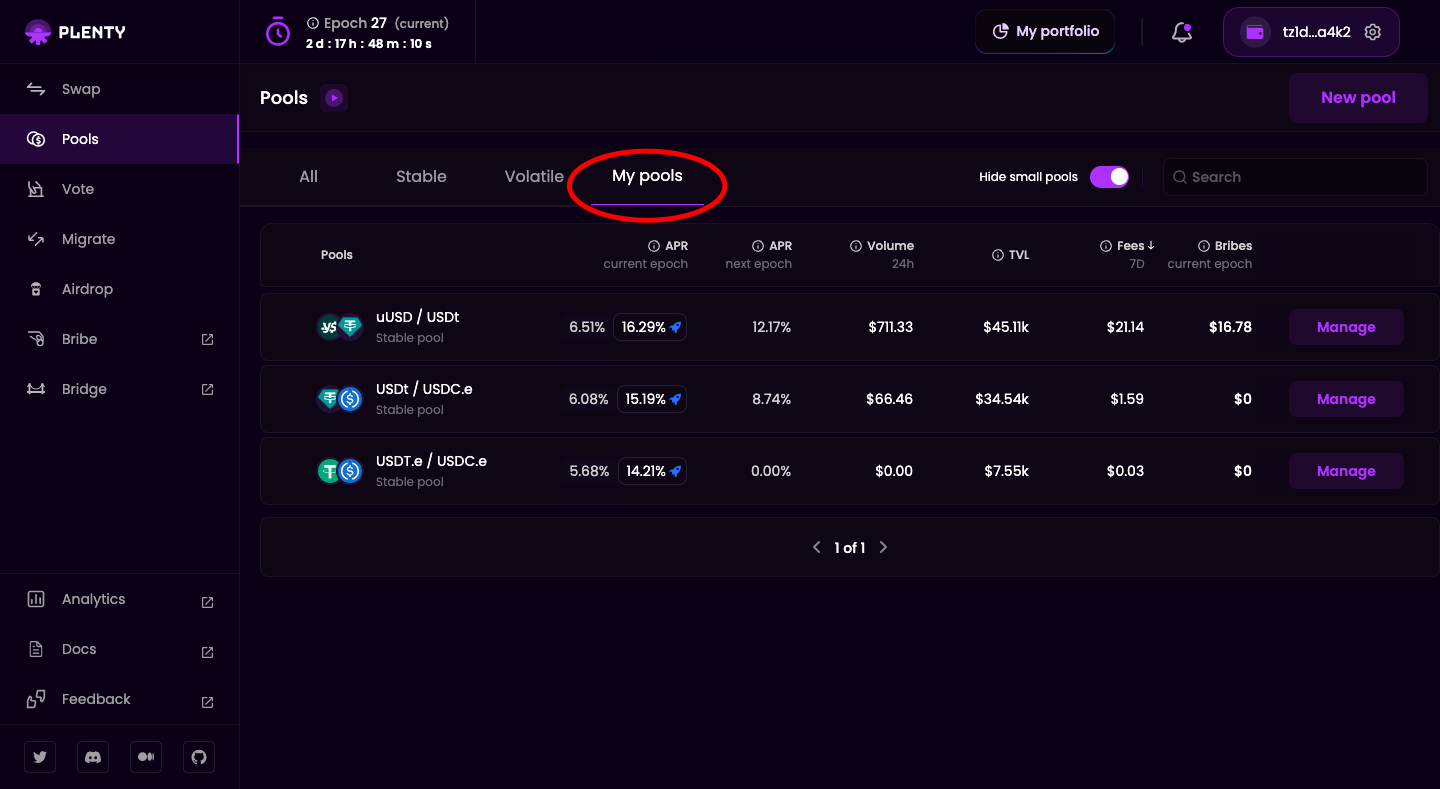 PLENTY
Epoch 27 (current)
2 d : 17 h : 48 m : 10 s
My portfolio
tz1d...a4k2
Swap
Pools
Vote
Migrate
Airdrop
Bribe
Bridge
Analytics
Docs
Feedback
Pools
New pool
All Stable Volatile My pools
Hide small pools
Search
Pools APR APR Volume TVL Fees ↓ Bribes
current epoch next epoch 24h 7D current epoch
uUSD / USDt
Stable pool
6.51% 16.29% 12.17% $711.33 $45.11k $21.14 $16.78 Manage
USDt / USDC.e
Stable pool
6.08% 15.19% 8.74% $66.46 $34.54k $1.59 $0 Manage
USDT.e / USDC.e
Stable pool
5.68% 14.21% 0.00% $0.00 $7.55k $0.03 $0 Manage
1 of 1